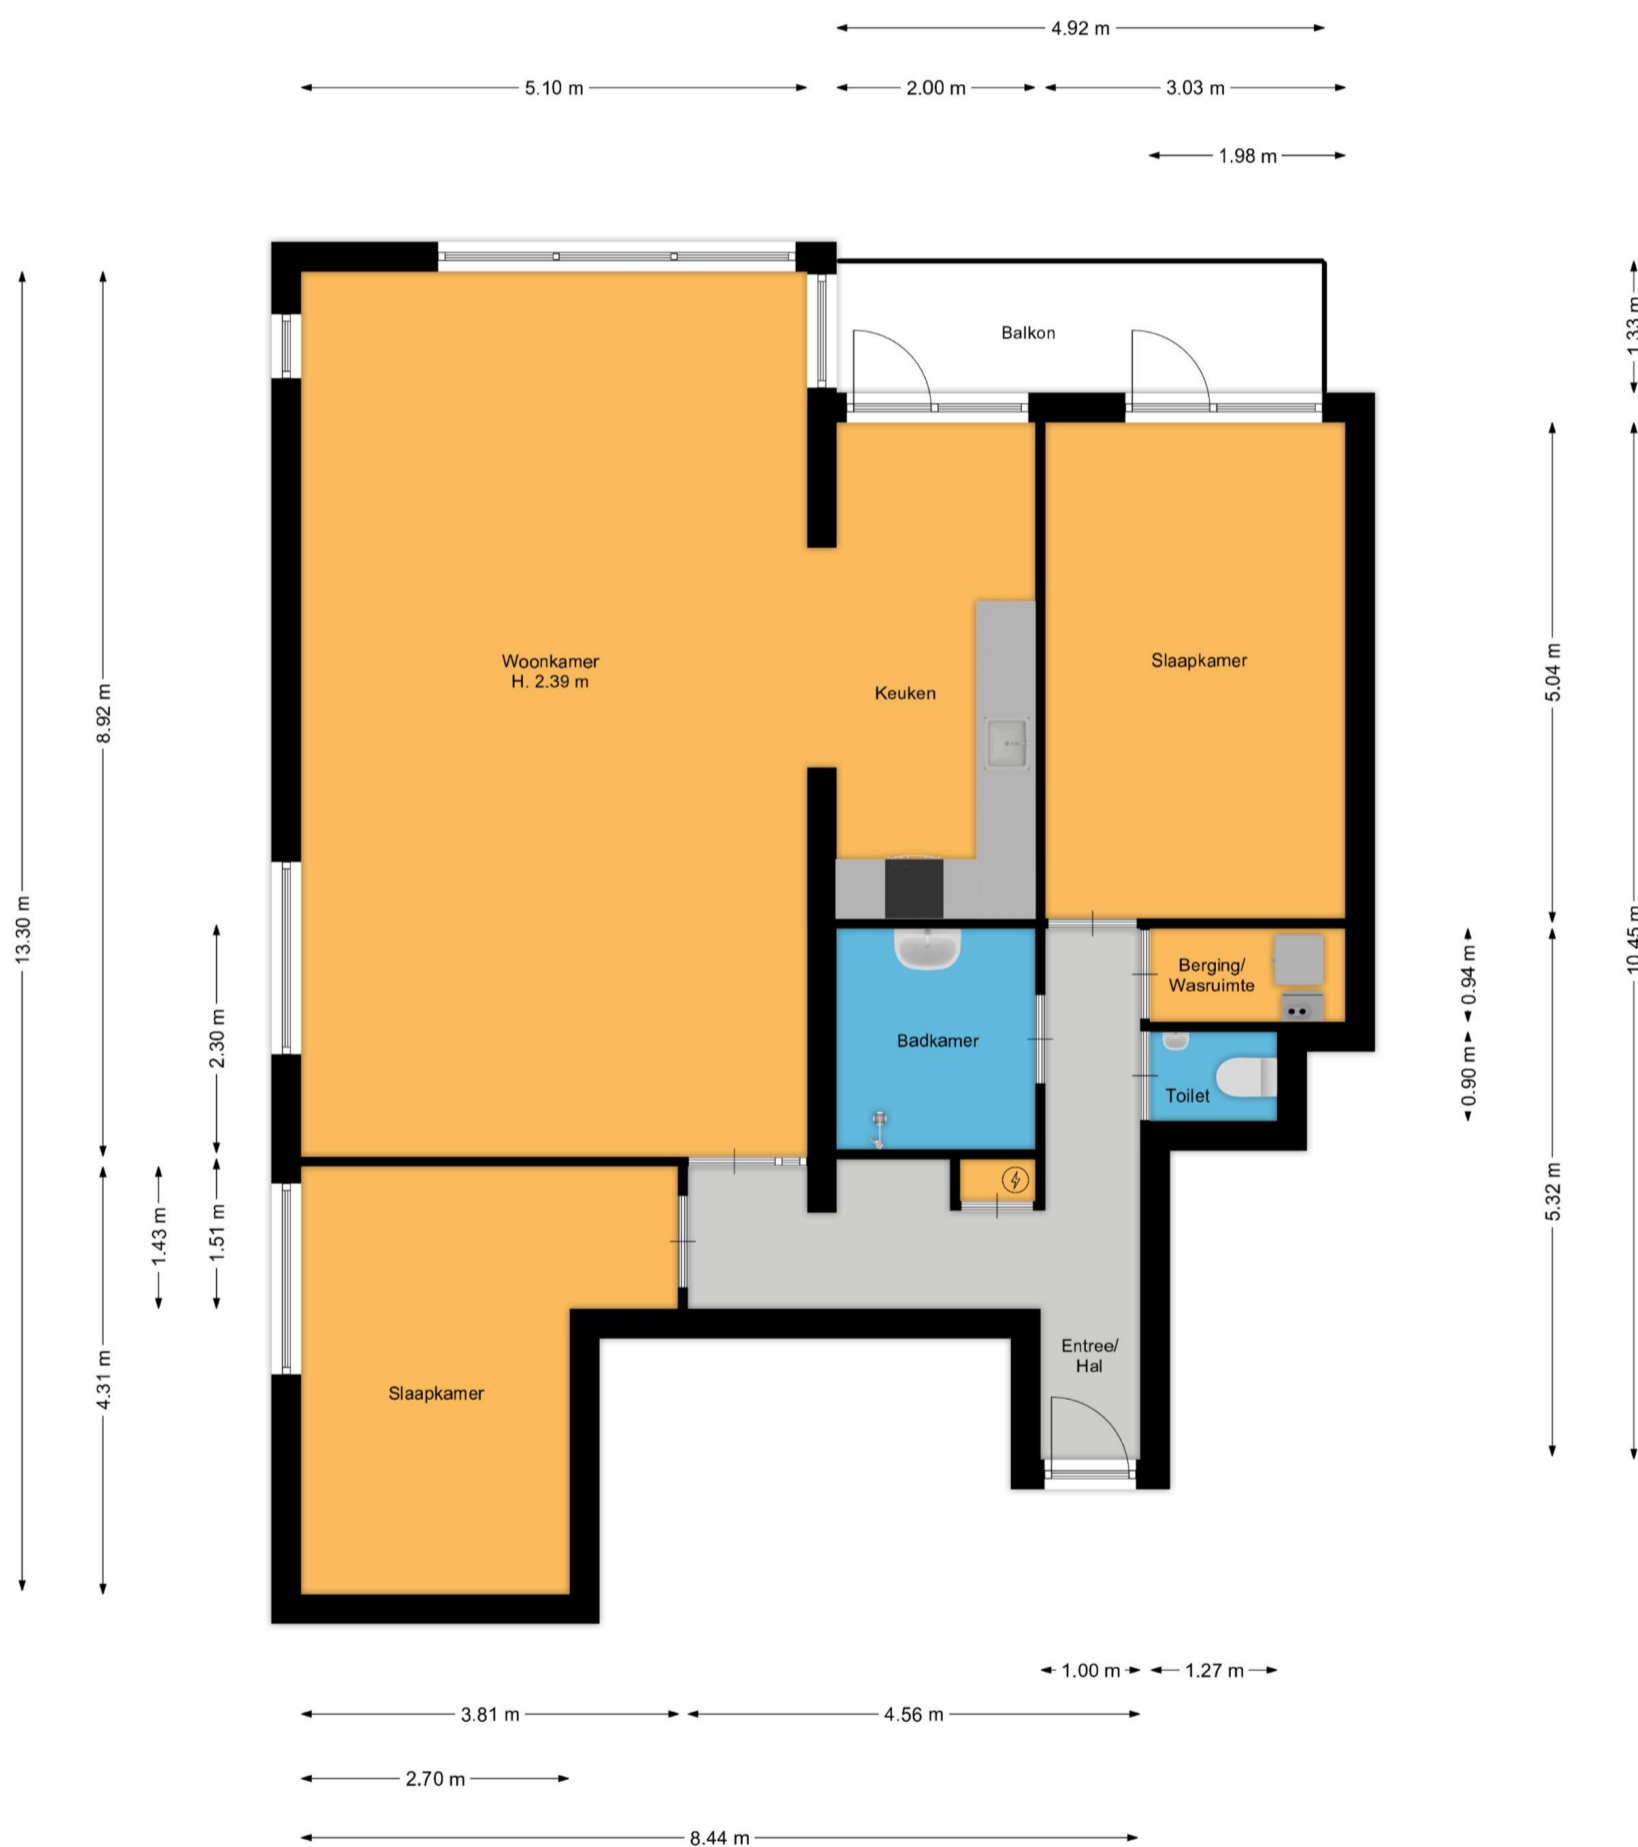 4.92 m
5.10 m
2.00 m
3.03 m
1.98 m
Balkon
1.33 m
Woonkamer
H. 2.39 m
Keuken
Slaapkamer
8.92 m
5.04 m
13.30 m
10.45 m
Berging/
Wasruimte
0.94 m
2.30 m
Badkamer
Toilet
0.90 m
1.43 m
1.51 m
5.32 m
Entree/
Hal
4.31 m
Slaapkamer
1.00 m
1.27 m
3.81 m
4.56 m
2.70 m
8.44 m